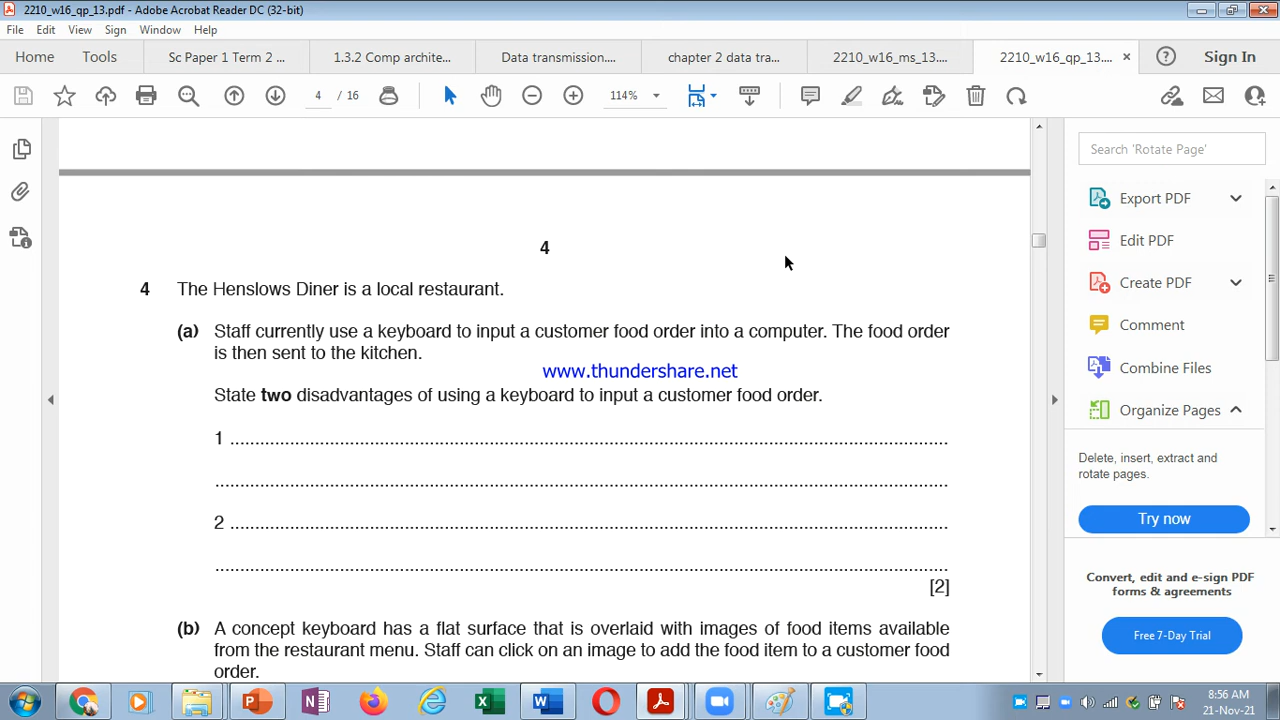 2210_w16_qp_13.pdf - Adobe Acrobat Reader DC (32-bit)
File Edit View Sign Window Help
Home Tools Sc Paper 1 Term 2 ... 1.3.2 Comp archite... Data transmission.... chapter 2 data tra... 2210_w16_ms_13.... 2210_w16_qp_13.... × Sign In
4 / 16 114%
4
4 The Henslows Diner is a local restaurant.
(a) Staff currently use a keyboard to input a customer food order into a computer. The food order
is then sent to the kitchen.
www.thundershare.net
State two disadvantages of using a keyboard to input a customer food order.
1 ..........................................................................................................................................
..........................................................................................................................................
2 ..........................................................................................................................................
..........................................................................................................................................
[2]
(b) A concept keyboard has a flat surface that is overlaid with images of food items available
from the restaurant menu. Staff can click on an image to add the food item to a customer food
order.
Search 'Rotate Page'
Export PDF
Edit PDF
Create PDF
Comment
Combine Files
Organize Pages
Delete, insert, extract and
rotate pages.
Try now
Convert, edit and e-sign PDF
forms & agreements
Free 7-Day Trial
8:56 AM
21-Nov-21